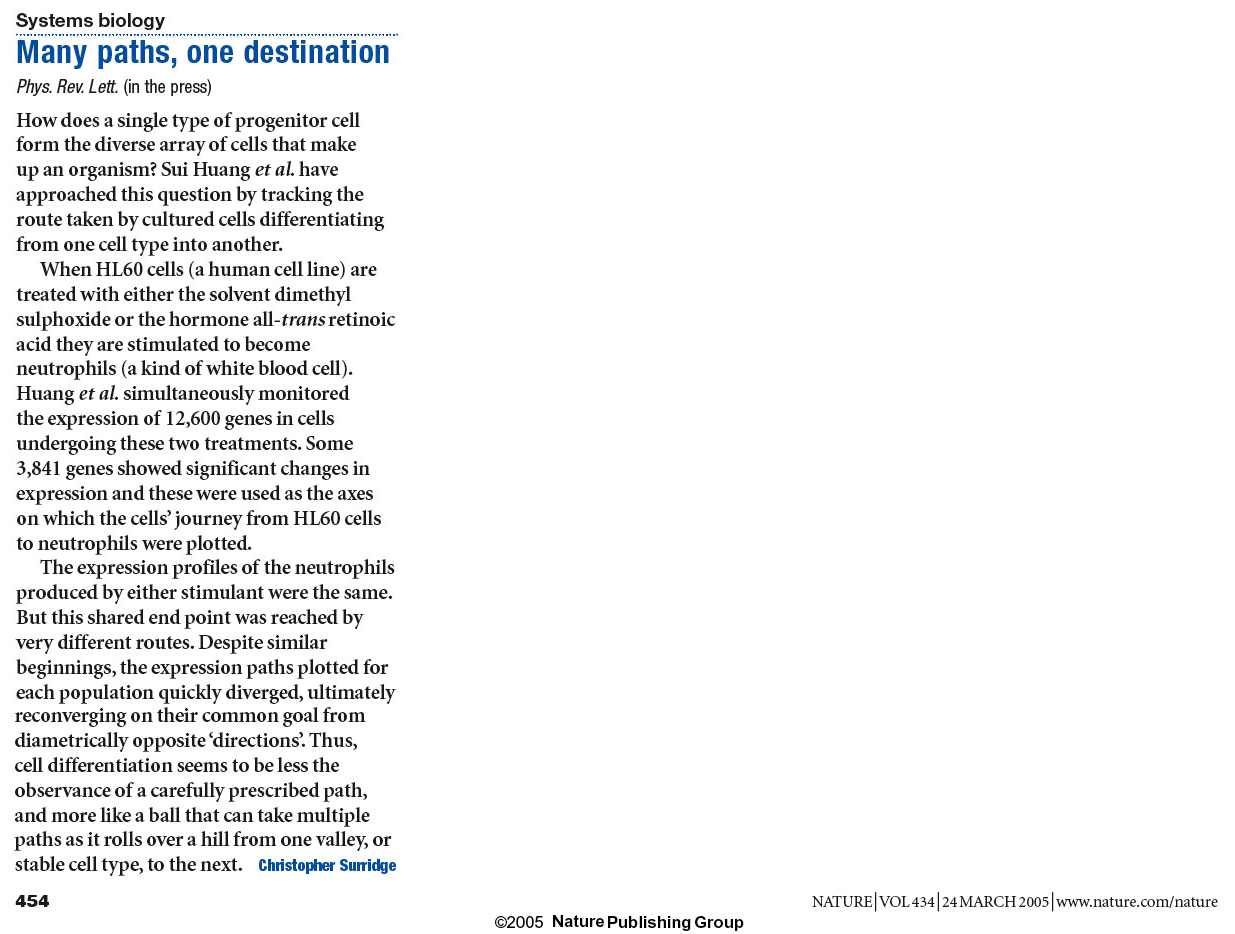 Systems biology
Many paths, one destination
Phys. Rev. Lett. (in the press)
How does a single type of progenitor cell
form the diverse array of cells that make
up an organism? Sui Huang et al. have
approached this question by tracking the
route taken by cultured cells differentiating
from one cell type into another.
When HL60 cells (a human cell line) are
treated with either the solvent dimethyl
sulphoxide or the hormone all-trans retinoic
acid they are stimulated to become
neutrophils (a kind of white blood cell).
Huang et al. simultaneously monitored
the expression of 12,600 genes in cells
undergoing these two treatments. Some
3,841 genes showed significant changes in
expression and these were used as the axes
on which the cells' journey from HL60 cells
to neutrophils were plotted.
The expression profiles of the neutrophils
produced by either stimulant were the same.
But this shared end point was reached by
very different routes. Despite similar
beginnings, the expression paths plotted for
each population quickly diverged, ultimately
reconverging on their common goal from
diametrically opposite 'directions'. Thus,
cell differentiation seems to be less the
observance of a carefully prescribed path,
and more like a ball that can take multiple
paths as it rolls over a hill from one valley, or
stable cell type, to the next. Christopher Surridge
454 NATURE|VOL 434|24 MARCH 2005|www.nature.com/nature
©2005 Nature Publishing Group